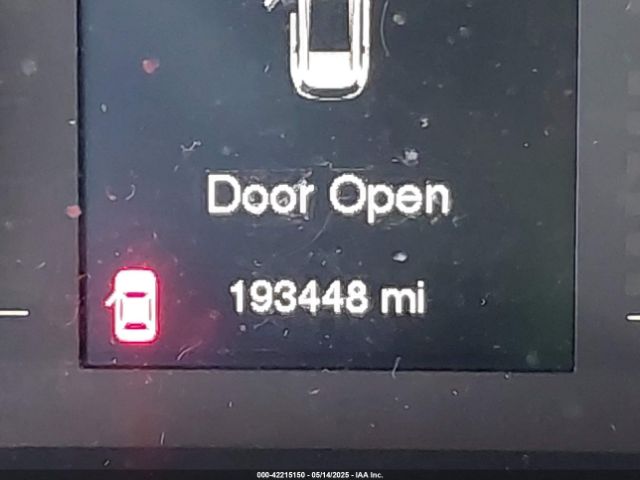 Door Open
193448 mi
000-42215150 - 05/14/2025 - IAA Inc.